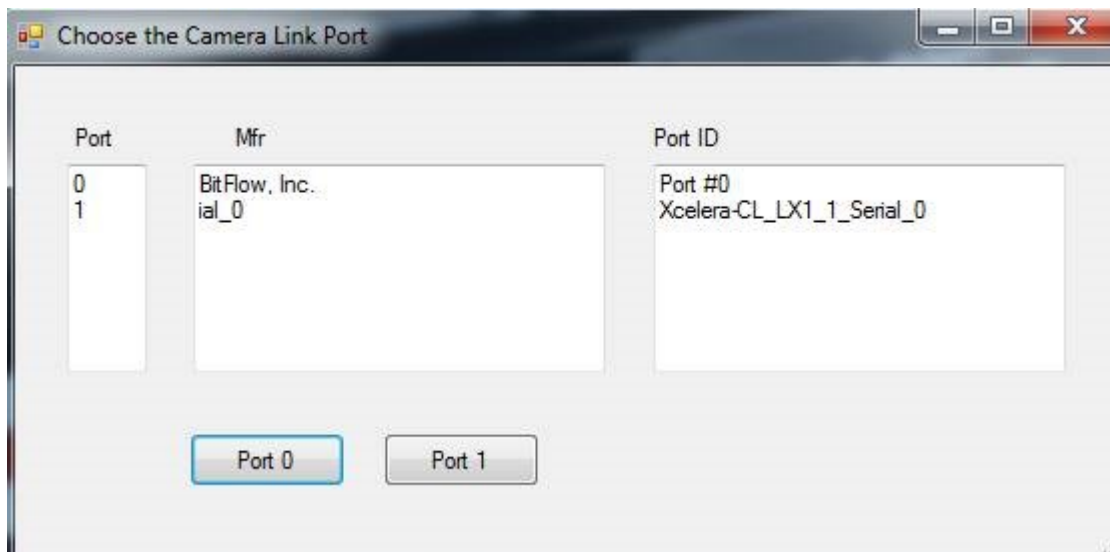 Choose the Camera Link Port
Port Mfr Port ID
0 BitFlow, Inc. Port #0
1 ial_0 Xcelera-CL_LX1_1_Serial_0
Port 0 Port 1